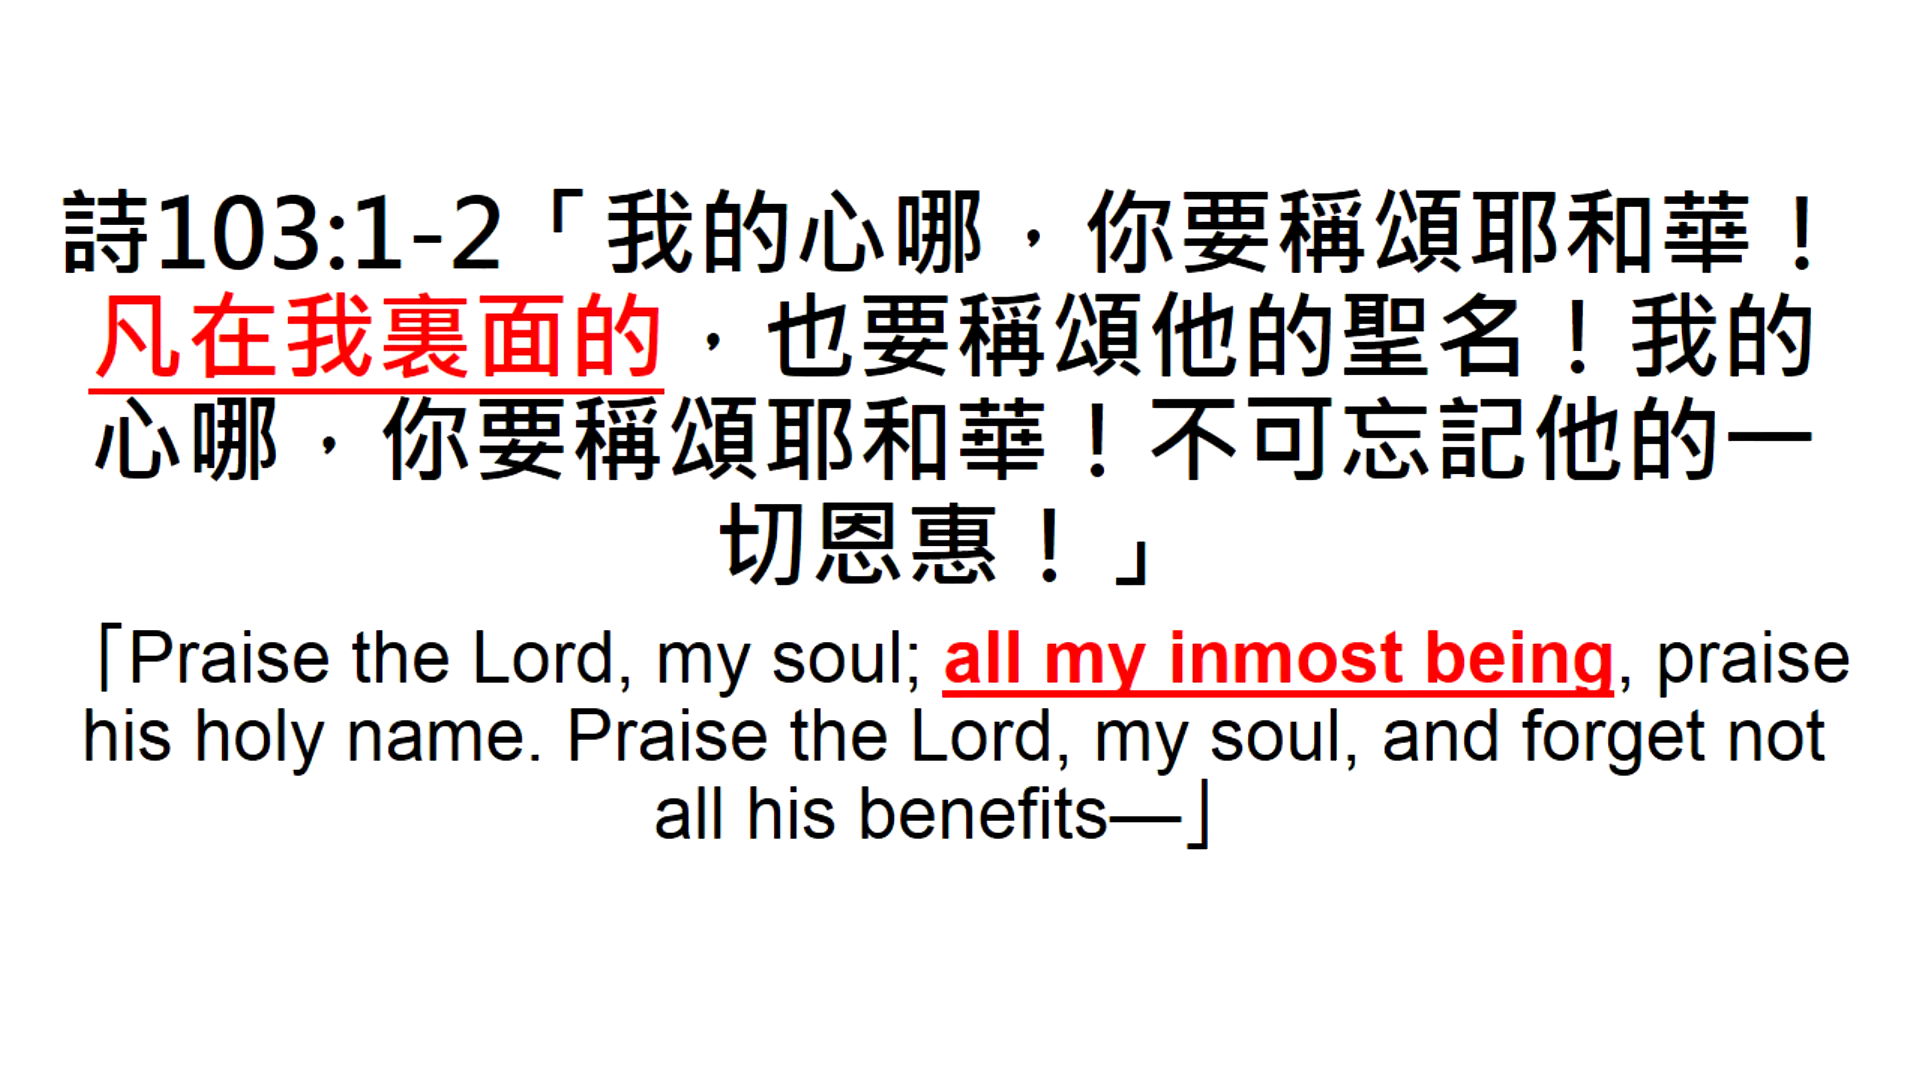 詩103:1-2「我的心哪，你要稱頌耶和華！
凡在我裏面的，也要稱頌他的聖名！我的
心哪，你要稱頌耶和華！不可忘記他的一
切恩惠！」
「Praise the Lord, my soul; all my inmost being, praise
his holy name. Praise the Lord, my soul, and forget not
all his benefits—」